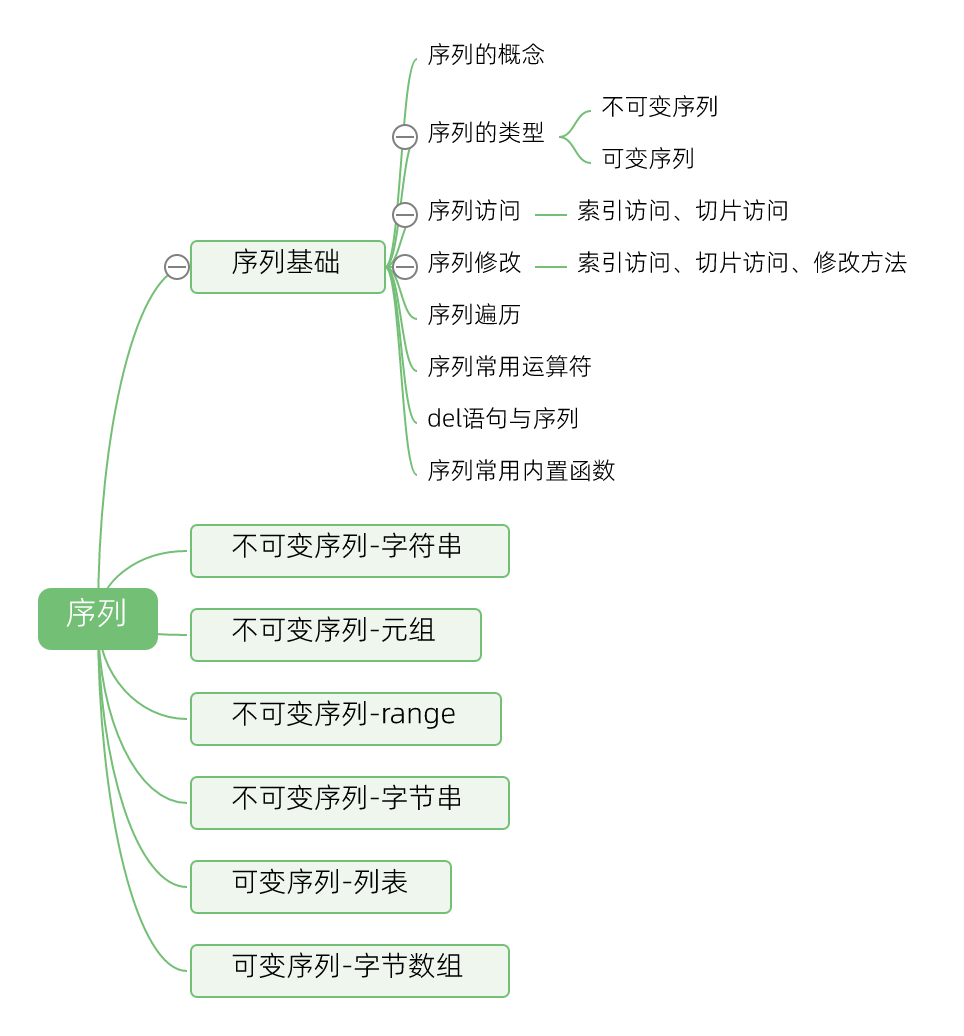 序列的概念
不可变序列
序列的类型
可变序列
序列访问
索引访问、切片访问
序列基础
序列修改
索引访问、切片访问、修改方法
序列遍历
序列常用运算符
del语句与序列
序列常用内置函数
不可变序列-字符串
序列
不可变序列-元组
不可变序列-range
不可变序列-字节串
可变序列-列表
可变序列-字节数组